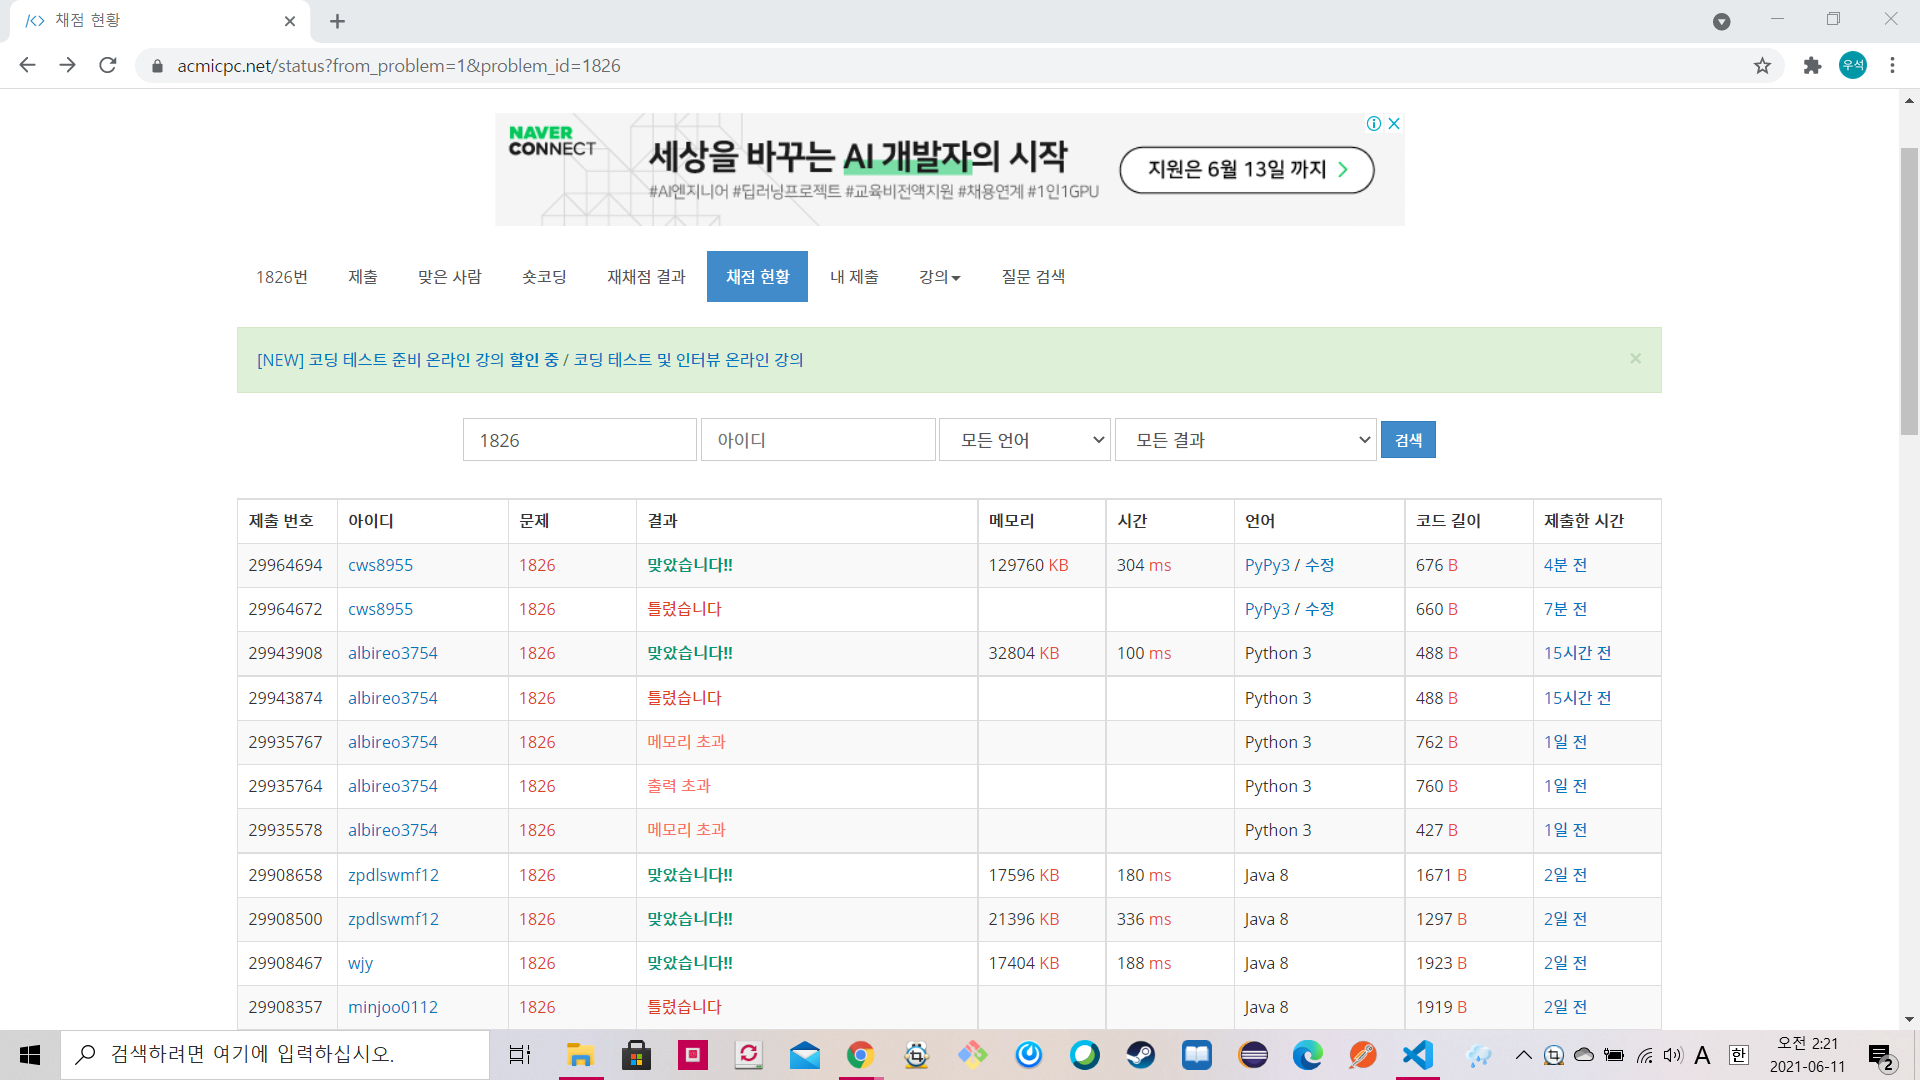 채점 현황
우석
acmicpc.net/status?from_problem=1&problem_id=1826
NAVER
CONNECT
세상을 바꾸는 AI 개발자의 시작
#AI엔지니어 #딥러닝프로젝트 #교육비전액지원 #채용연계 #1인1GPU
지원은 6월 13일 까지
1826번 제출 맞은 사람 숏코딩 재채점 결과 채점 현황 내 제출 강의 질문 검색
[NEW] 코딩 테스트 준비 온라인 강의 할인 중 / 코딩 테스트 및 인터뷰 온라인 강의
1826 아이디 모든 언어 모든 결과 검색
제출 번호 아이디 문제 결과 메모리 시간 언어 코드 길이 제출한 시간
29964694 cws8955 1826 맞았습니다!! 129760 KB 304 ms PyPy3 / 수정 676 B 4분 전
29964672 cws8955 1826 틀렸습니다 PyPy3 / 수정 660 B 7분 전
29943908 albireo3754 1826 맞았습니다!! 32804 KB 100 ms Python 3 488 B 15시간 전
29943874 albireo3754 1826 틀렸습니다 Python 3 488 B 15시간 전
29935767 albireo3754 1826 메모리 초과 Python 3 762 B 1일 전
29935764 albireo3754 1826 출력 초과 Python 3 760 B 1일 전
29935578 albireo3754 1826 메모리 초과 Python 3 427 B 1일 전
29908658 zpdlswmf12 1826 맞았습니다!! 17596 KB 180 ms Java 8 1671 B 2일 전
29908500 zpdlswmf12 1826 맞았습니다!! 21396 KB 336 ms Java 8 1297 B 2일 전
29908467 wjy 1826 맞았습니다!! 17404 KB 188 ms Java 8 1923 B 2일 전
29908357 minjoo0112 1826 틀렸습니다 Java 8 1919 B 2일 전
검색하려면 여기에 입력하십시오.
A 한
오전 2:21
2021-06-11
2